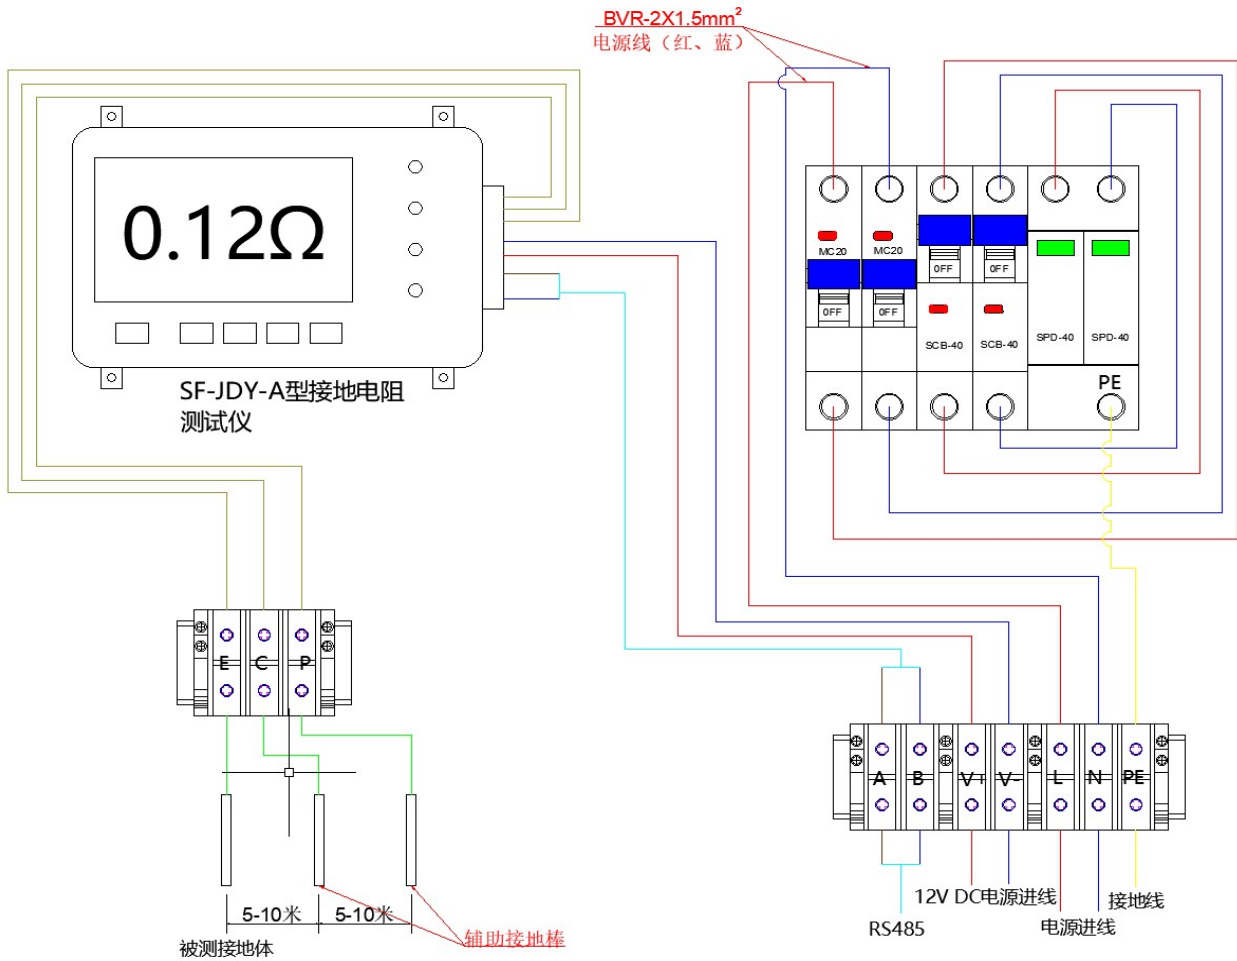 BVR-2X1.5mm²
电源线（红、蓝）
0.12Ω
SF-JDY-A型接地电阻
测试仪
MC20 MC20
OFF OFF
OFF OFF
SCB-40 SCB-40 SPD-40 SPD-40
PE
E C P
A B V+ V- L N PE
5-10米 5-10米
被测接地体
辅助接地棒
12V DC电源进线
RS485
电源进线
接地线